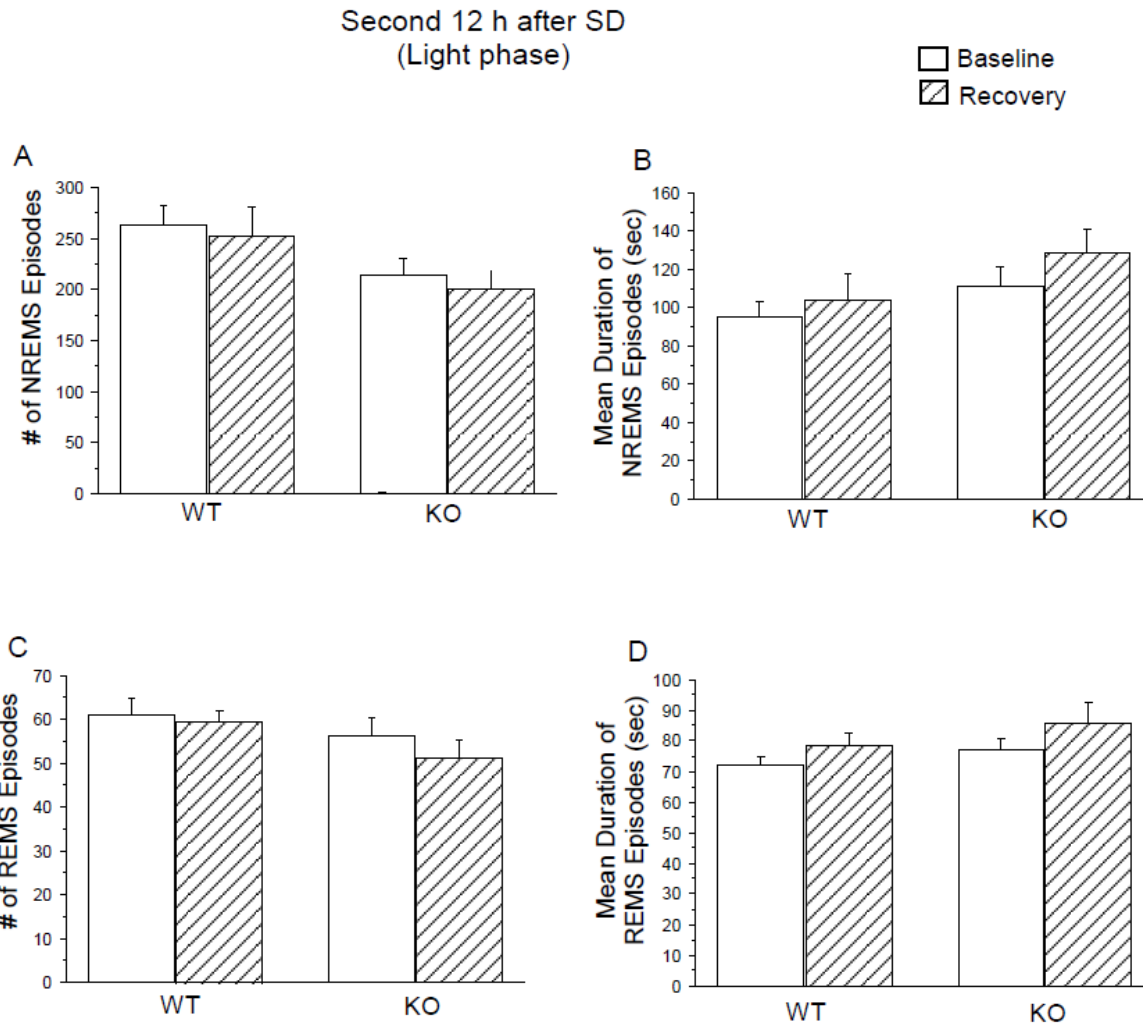 Second 12 h after SD
(Light phase)
Baseline
Recovery
A
# of NREMS Episodes
300
250
200
150
100
50
0
WT
KO
B
Mean Duration of
NREMS Episodes (sec)
160
140
120
100
80
60
40
20
0
WT
KO
C
# of REMS Episodes
70
60
50
40
30
20
10
0
WT
KO
D
Mean Duration of
REMS Episodes (sec)
100
90
80
70
60
50
40
30
20
10
0
WT
KO